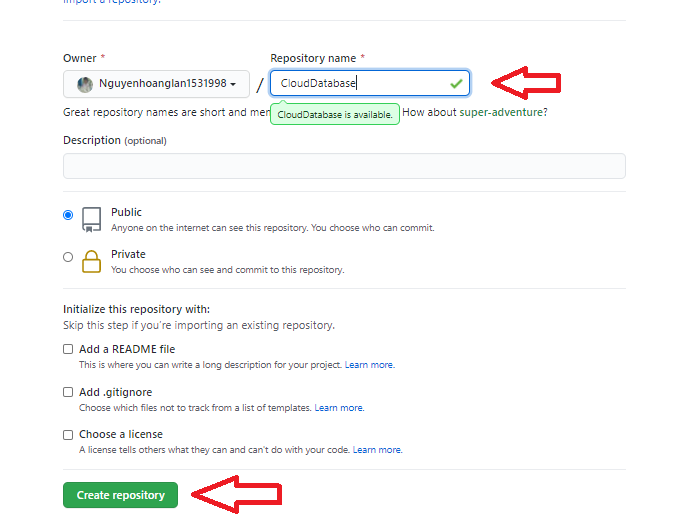 Import a repository.
Owner *
Repository name *
Nguyenhoanglan1531998
/
CloudDatabase
Great repository names are short and mem
CloudDatabase is available.
How about super-adventure?
Description (optional)
Public
Anyone on the internet can see this repository. You choose who can commit.
Private
You choose who can see and commit to this repository.
Initialize this repository with:
Skip this step if you're importing an existing repository.
Add a README file
This is where you can write a long description for your project. Learn more.
Add .gitignore
Choose which files not to track from a list of templates. Learn more.
Choose a license
A license tells others what they can and can't do with your code. Learn more.
Create repository